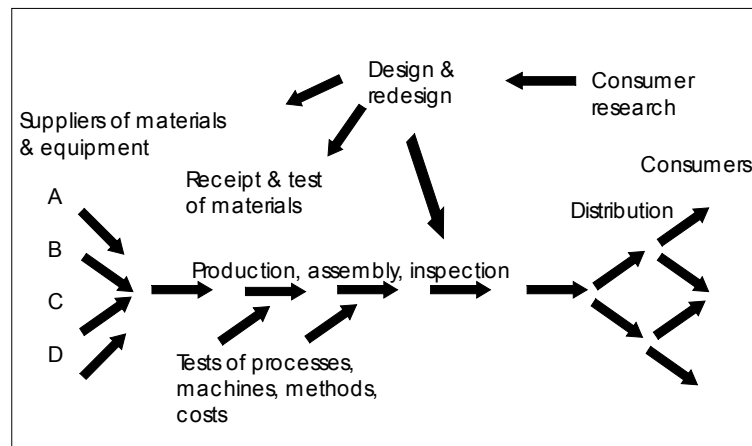 Design &
redesign
Consumer
research
Suppliers of materials
& equipment
Receipt & test
of materials
Consumers
Distribution
A
B
C
D
Production, assembly, inspection
Tests of processes,
machines, methods,
costs